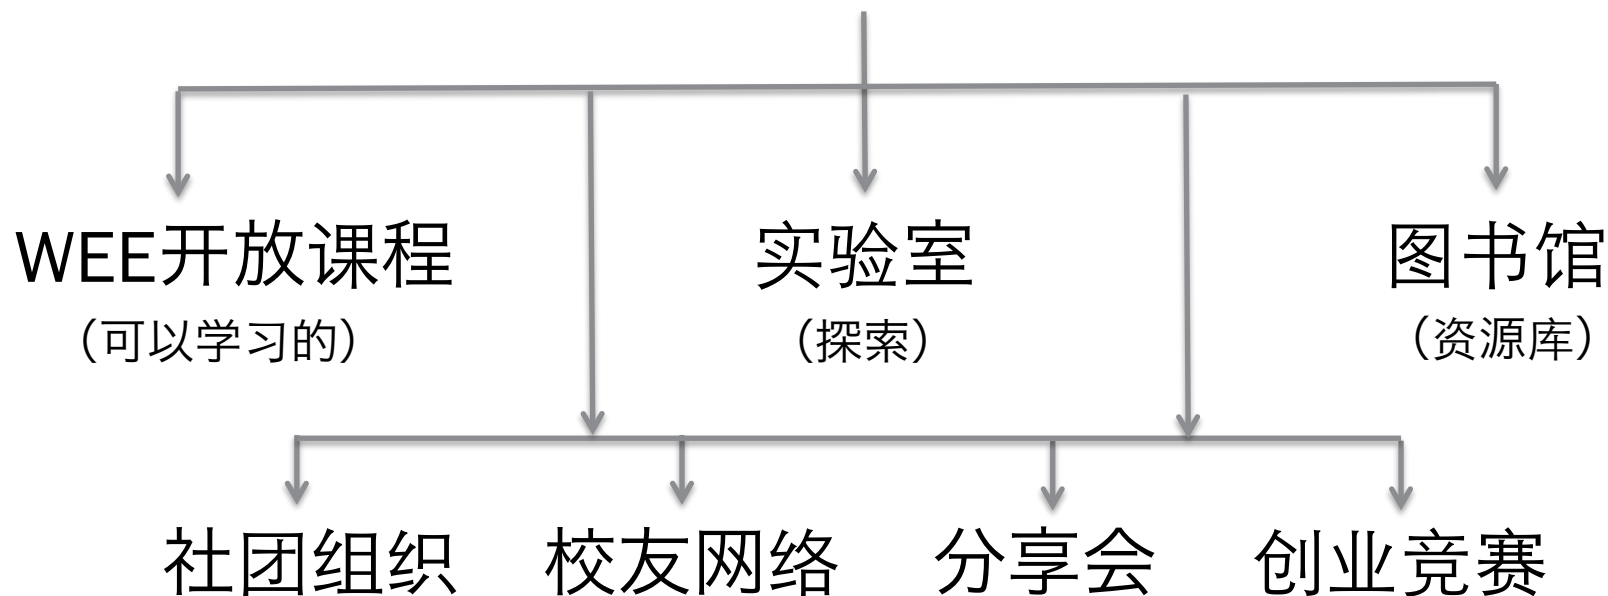 WEE开放课程 实验室 图书馆
（可以学习的） （探索） （资源库）
社团组织 校友网络 分享会 创业竞赛